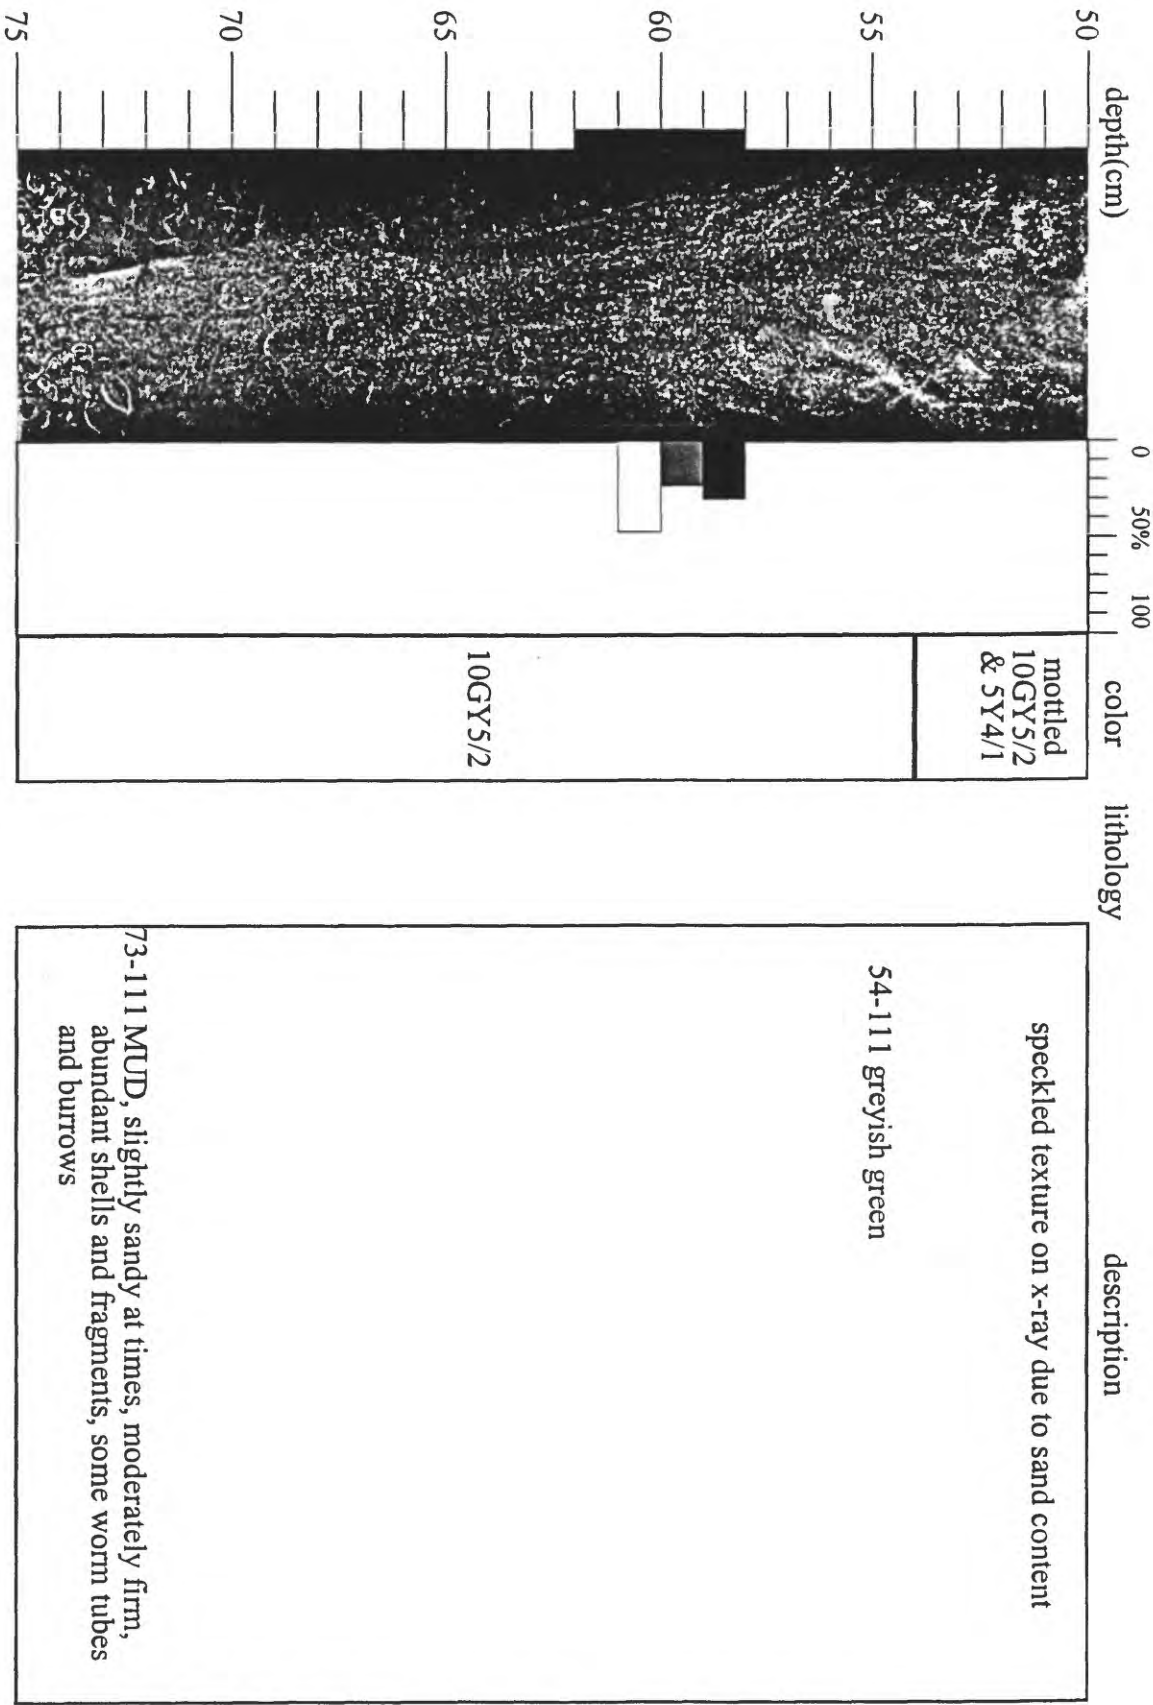 depth(cm)
0 50% 100
color
lithology
description
50
55
60
65
70
75
mottled
10GY5/2
& 5Y4/1
10GY5/2
speckled texture on x-ray due to sand content
54-111 greyish green
73-111 MUD, slightly sandy at times, moderately firm,
abundant shells and fragments, some worm tubes
and burrows